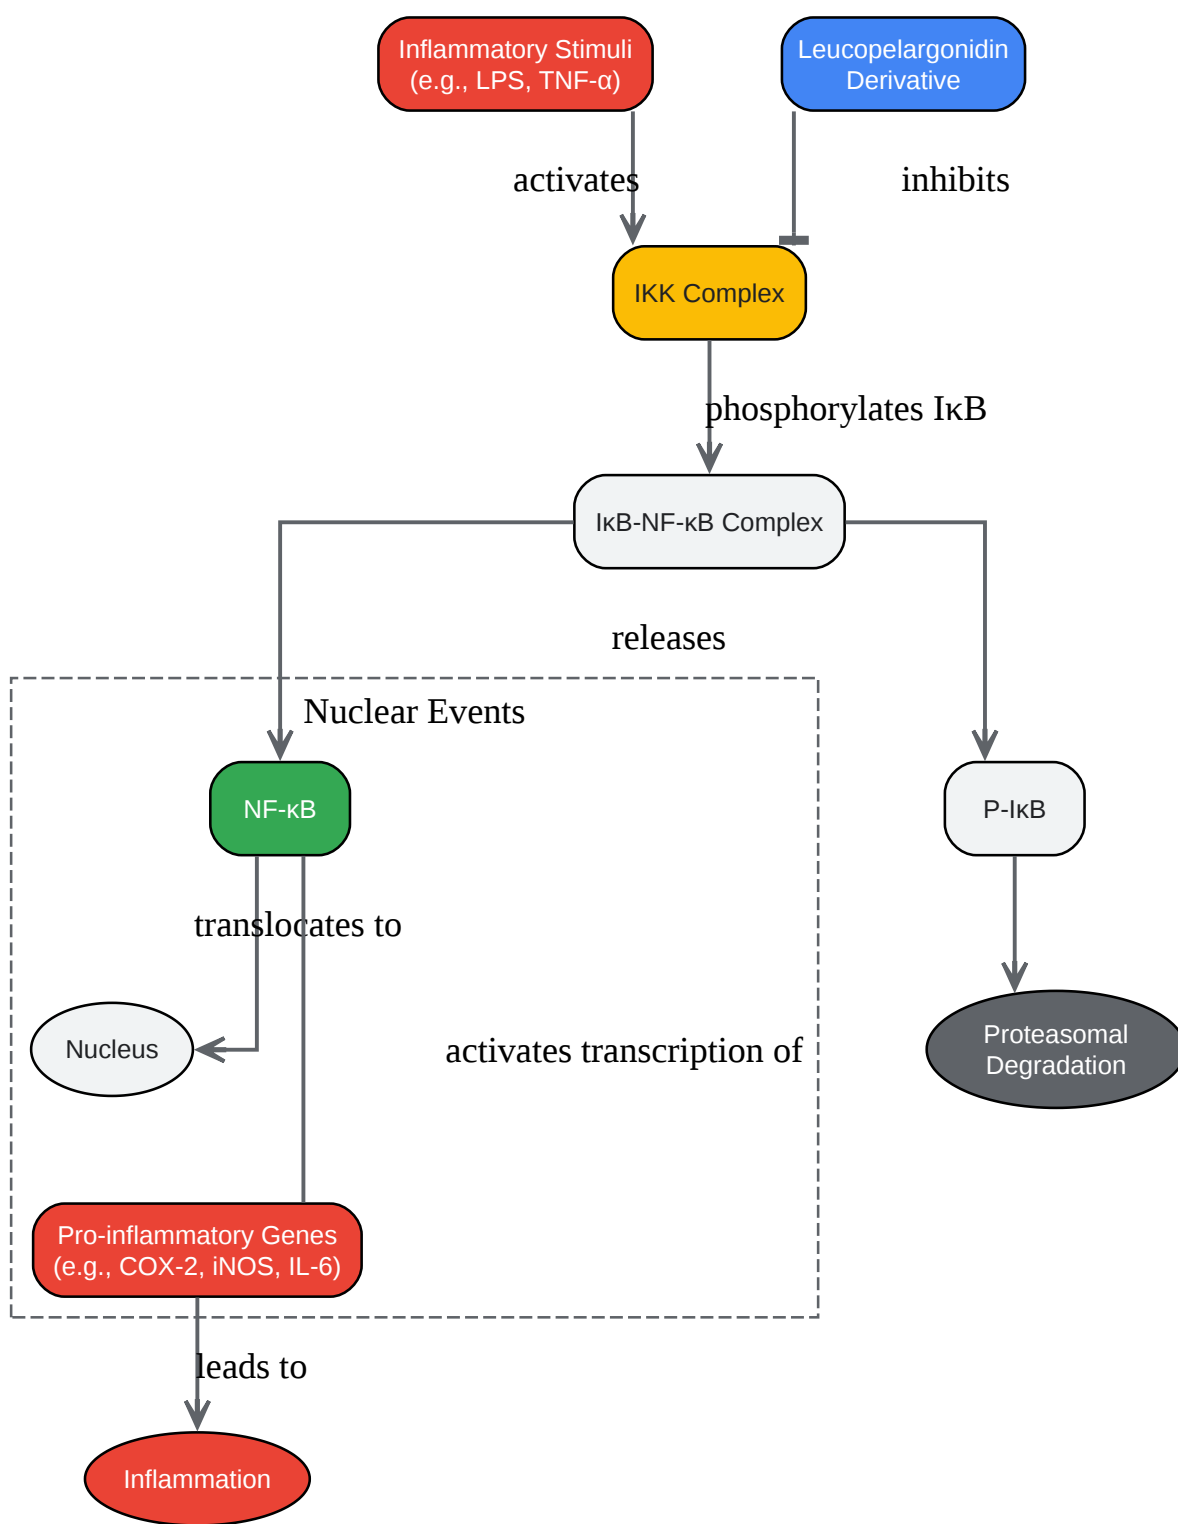 Inflammatory Stimuli
(e.g., LPS, TNF-α)
Leucopelargonidin
Derivative
activates
inhibits
IKK Complex
phosphorylates IκB
IκB-NF-κB Complex
releases
Nuclear Events
NF-κB
P-IκB
translocates to
Nucleus
activates transcription of
Proteasomal
Degradation
Pro-inflammatory Genes
(e.g., COX-2, iNOS, IL-6)
leads to
Inflammation